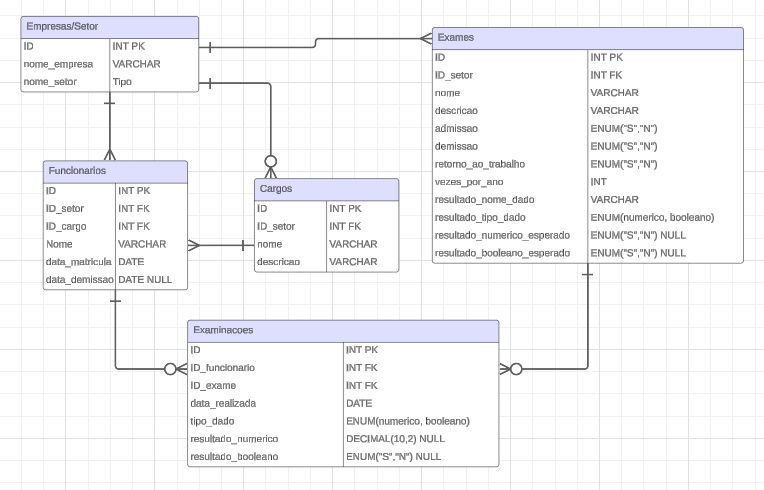 Empresas/Setor
ID INT PK
nome_empresa VARCHAR
nome_setor Tipo
Exames
ID INT PK
ID_setor INT FK
nome VARCHAR
descricao VARCHAR
admissao ENUM("S","N")
demissao ENUM("S","N")
retorno_ao_trabalho ENUM("S","N")
vezes_por_ano INT
resultado_nome_dado VARCHAR
resultado_tipo_dado ENUM(numerico, booleano)
resultado_numerico_esperado ENUM("S","N") NULL
resultado_booleano_esperado ENUM("S","N") NULL
Funcionarios
ID INT PK
ID_setor INT FK
ID_cargo INT FK
Nome VARCHAR
data_matricula DATE
data_demissao DATE NULL
Cargos
ID INT PK
ID_setor INT FK
nome VARCHAR
descricao VARCHAR
Examinacoes
ID INT PK
ID_funcionario INT FK
ID_exame INT FK
data_realizada DATE
tipo_dado ENUM(numerico, booleano)
resultado_numerico DECIMAL(10,2) NULL
resultado_booleano ENUM("S","N") NULL